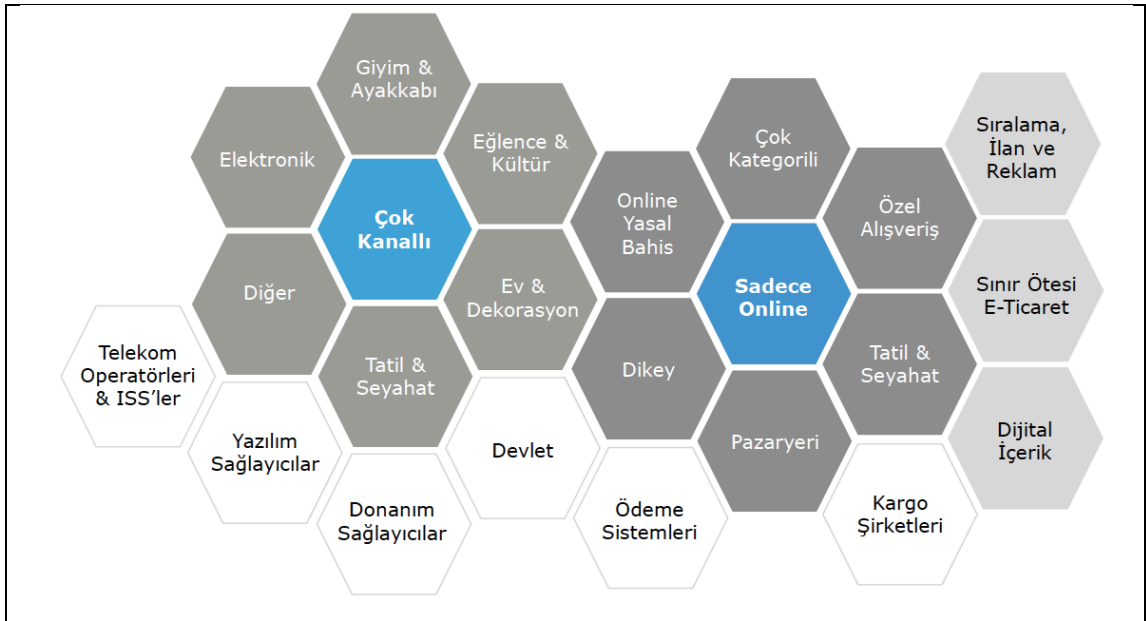 Giyim &
Ayakkabı
Elektronik
Eğlence &
Kültür
Çok
Kanallı
Diğer
Ev &
Dekorasyon
Tatil &
Seyahat
Online
Yasal
Bahis
Çok
Kategorili
Özel
Alışveriş
Sadece
Online
Dikey
Tatil &
Seyahat
Pazaryeri
Sıralama,
İlan ve
Reklam
Sınır Ötesi
E-Ticaret
Dijital
İçerik
Telekom
Operatörleri
& ISS’ler
Yazılım
Sağlayıcılar
Donanım
Sağlayıcılar
Devlet
Ödeme
Sistemleri
Kargo
Şirketleri